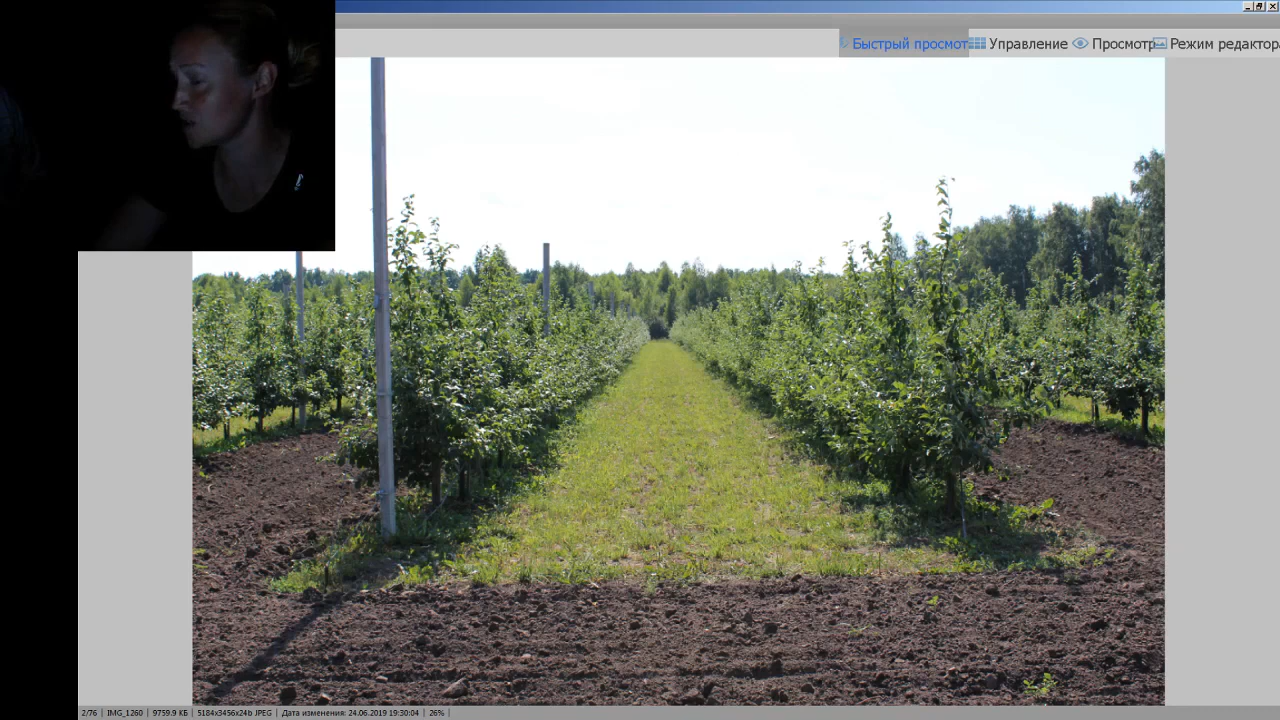 Быстрый просмот Управление Просмотр Режим редактор
2/76 IMG_1260 9759.9 КБ 5184x3456x24b JPEG Дата изменения: 24.06.2019 19:30:04 26%